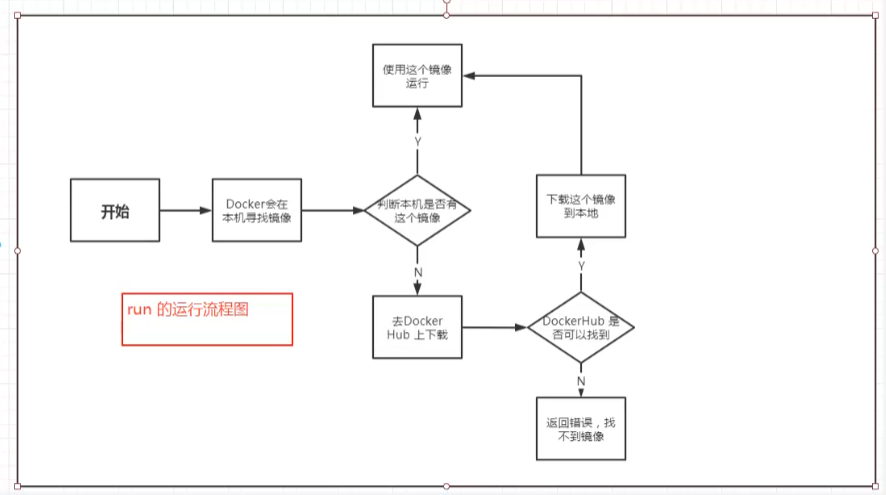 使用这个镜像
运行
Y
开始
Docker会在
本机寻找镜像
判断本机是否有
这个镜像
下载这个镜像
到本地
N
Y
run 的运行流程图
去Docker
Hub 上下载
DockerHub 是
否可以找到
N
返回错误，找
不到镜像